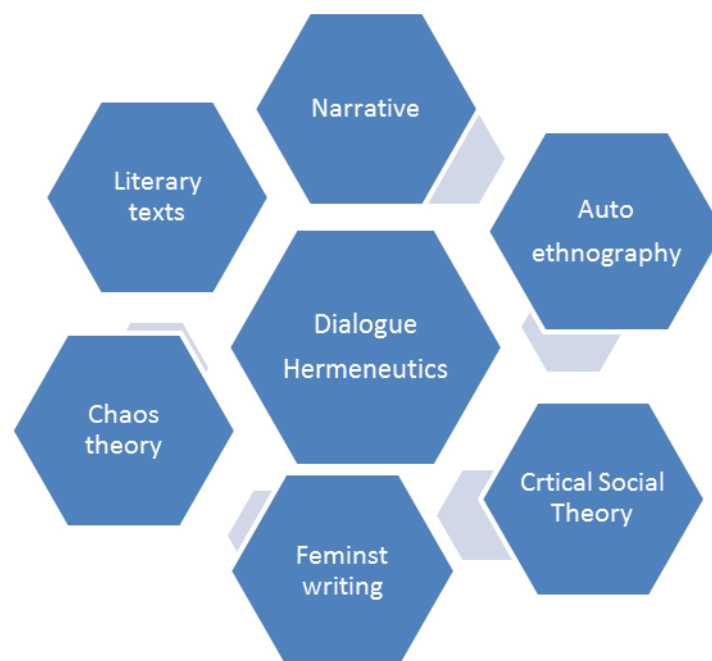 Narrative
Literary
texts
Auto
ethnography
Dialogue
Hermeneutics
Chaos
theory
Crtical Social
Theory
Feminst
writing